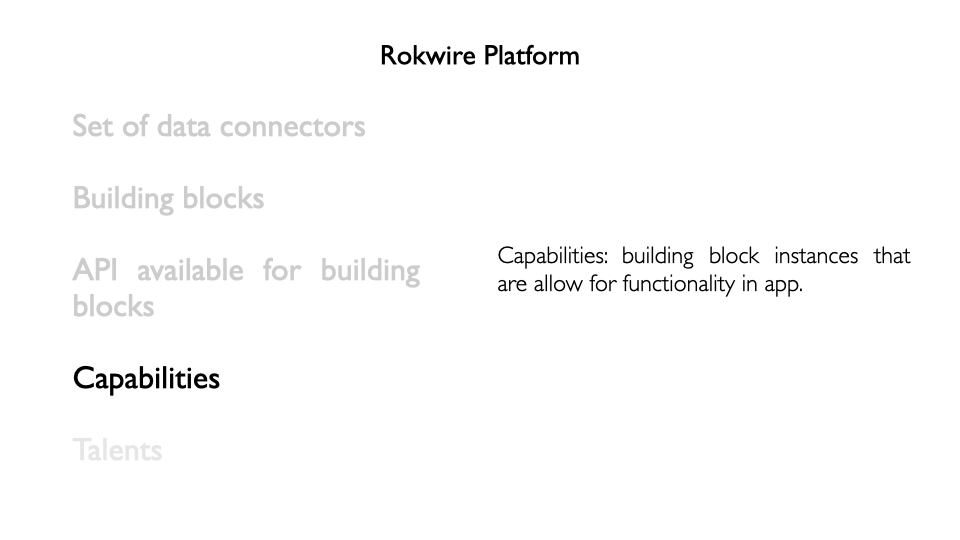 Rokwire Platform
Set of data connectors
Building blocks
API available for building
blocks
Capabilities
Talents
Capabilities: building block instances that
are allow for functionality in app.